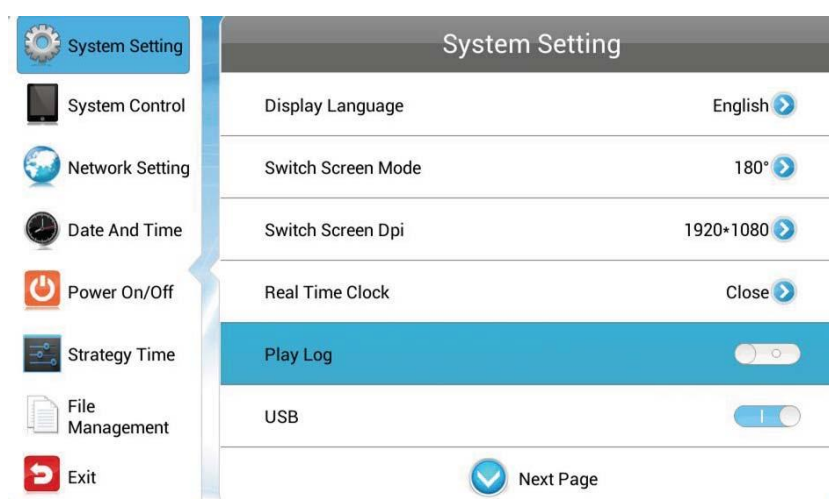 System Setting
System Control
Network Setting
Date And Time
Power On/Off
Strategy Time
File
Management
Exit
System Setting
Display Language English
Switch Screen Mode 180°
Switch Screen Dpi 1920*1080
Real Time Clock Close
Play Log
USB
Next Page